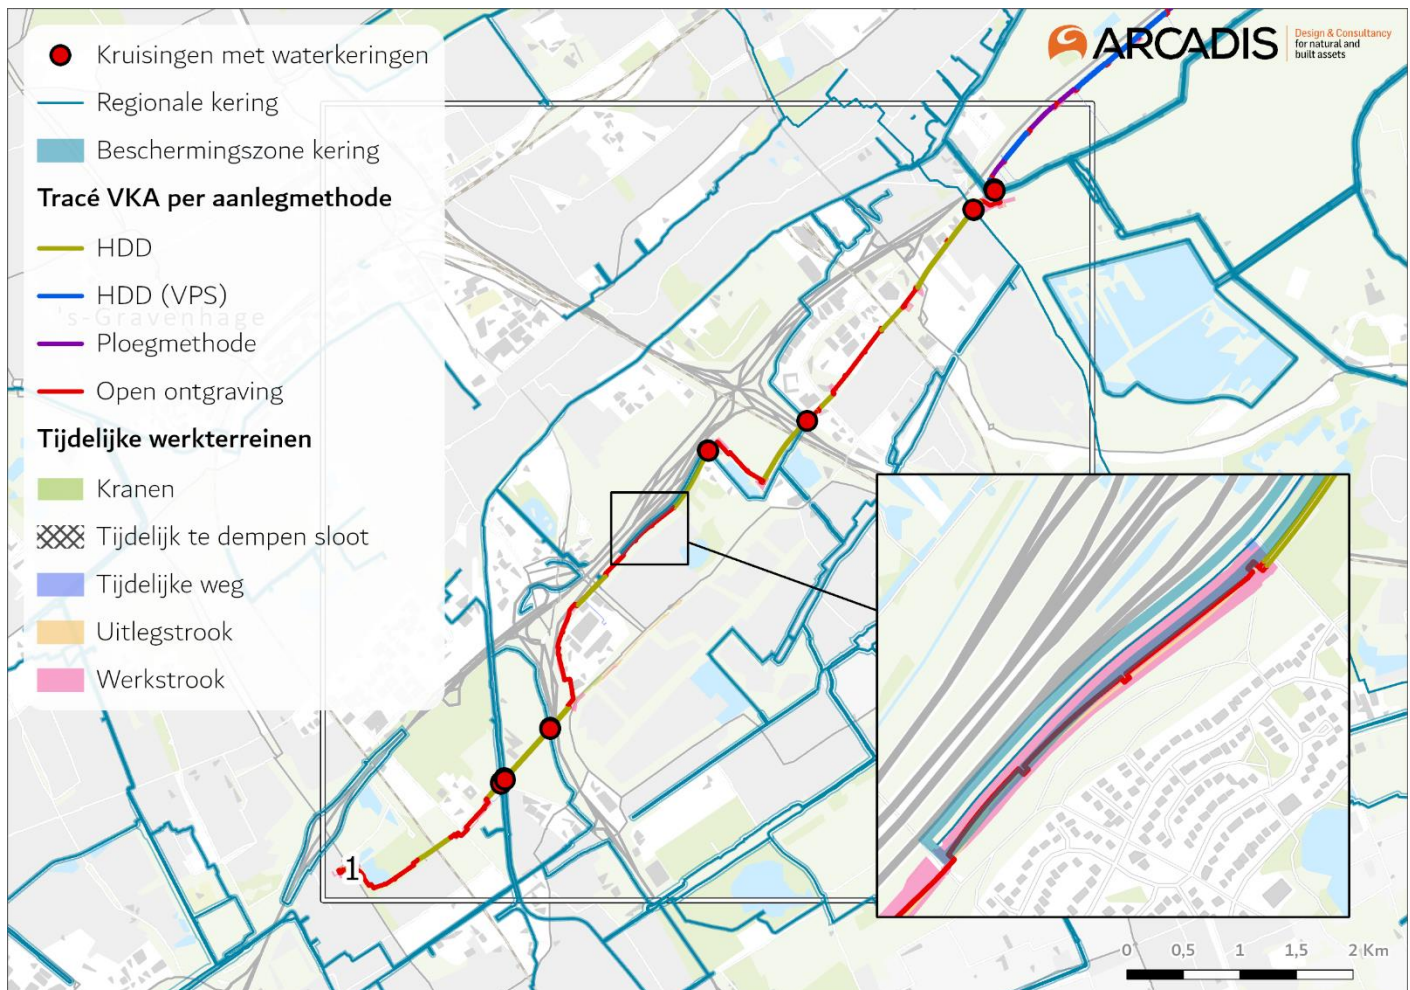 Kruisingen met waterkeringen
Regionale kering
Beschermingszone kering
Tracé VKA per aanlegmethode
HDD
HDD (VPS)
's-Gravenhage
Ploegmethode
Open ontgraving
Tijdelijke werkterreinen
Kranen
Tijdelijk te dempen sloot
Tijdelijke weg
Uitlegstrook
Werkstrook
ARCADIS
Design & Consultancy
for natural and
built assets
1
0 0,5 1 1,5 2 Km